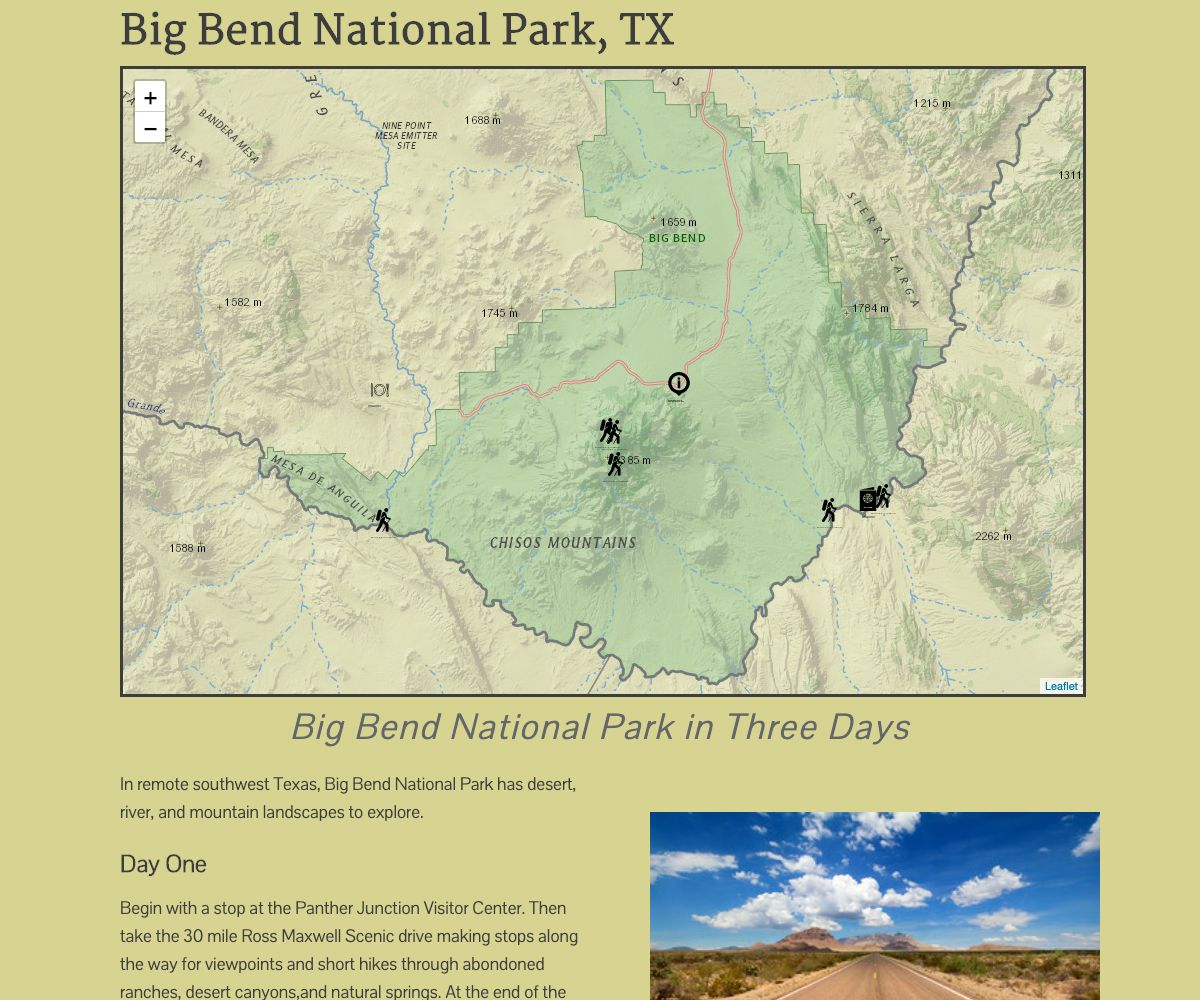 Big Bend National Park, TX
+
−
GRE
S
BANDERA MESA
MESA
NINE POINT
MESA EMITTER
SITE
1688 m
1215 m
1311
1659 m
BIG BEND
SIERRA LARGA
1582 m
1745 m
1784 m
Grande
MESA DE ANGUILA
385 m
CHISOS MOUNTAINS
1588 m
2262 m
Leaflet
Big Bend National Park in Three Days
In remote southwest Texas, Big Bend National Park has desert,
river, and mountain landscapes to explore.
Day One
Begin with a stop at the Panther Junction Visitor Center. Then
take the 30 mile Ross Maxwell Scenic drive making stops along
the way for viewpoints and short hikes through abondoned
ranches, desert canyons,and natural springs. At the end of the